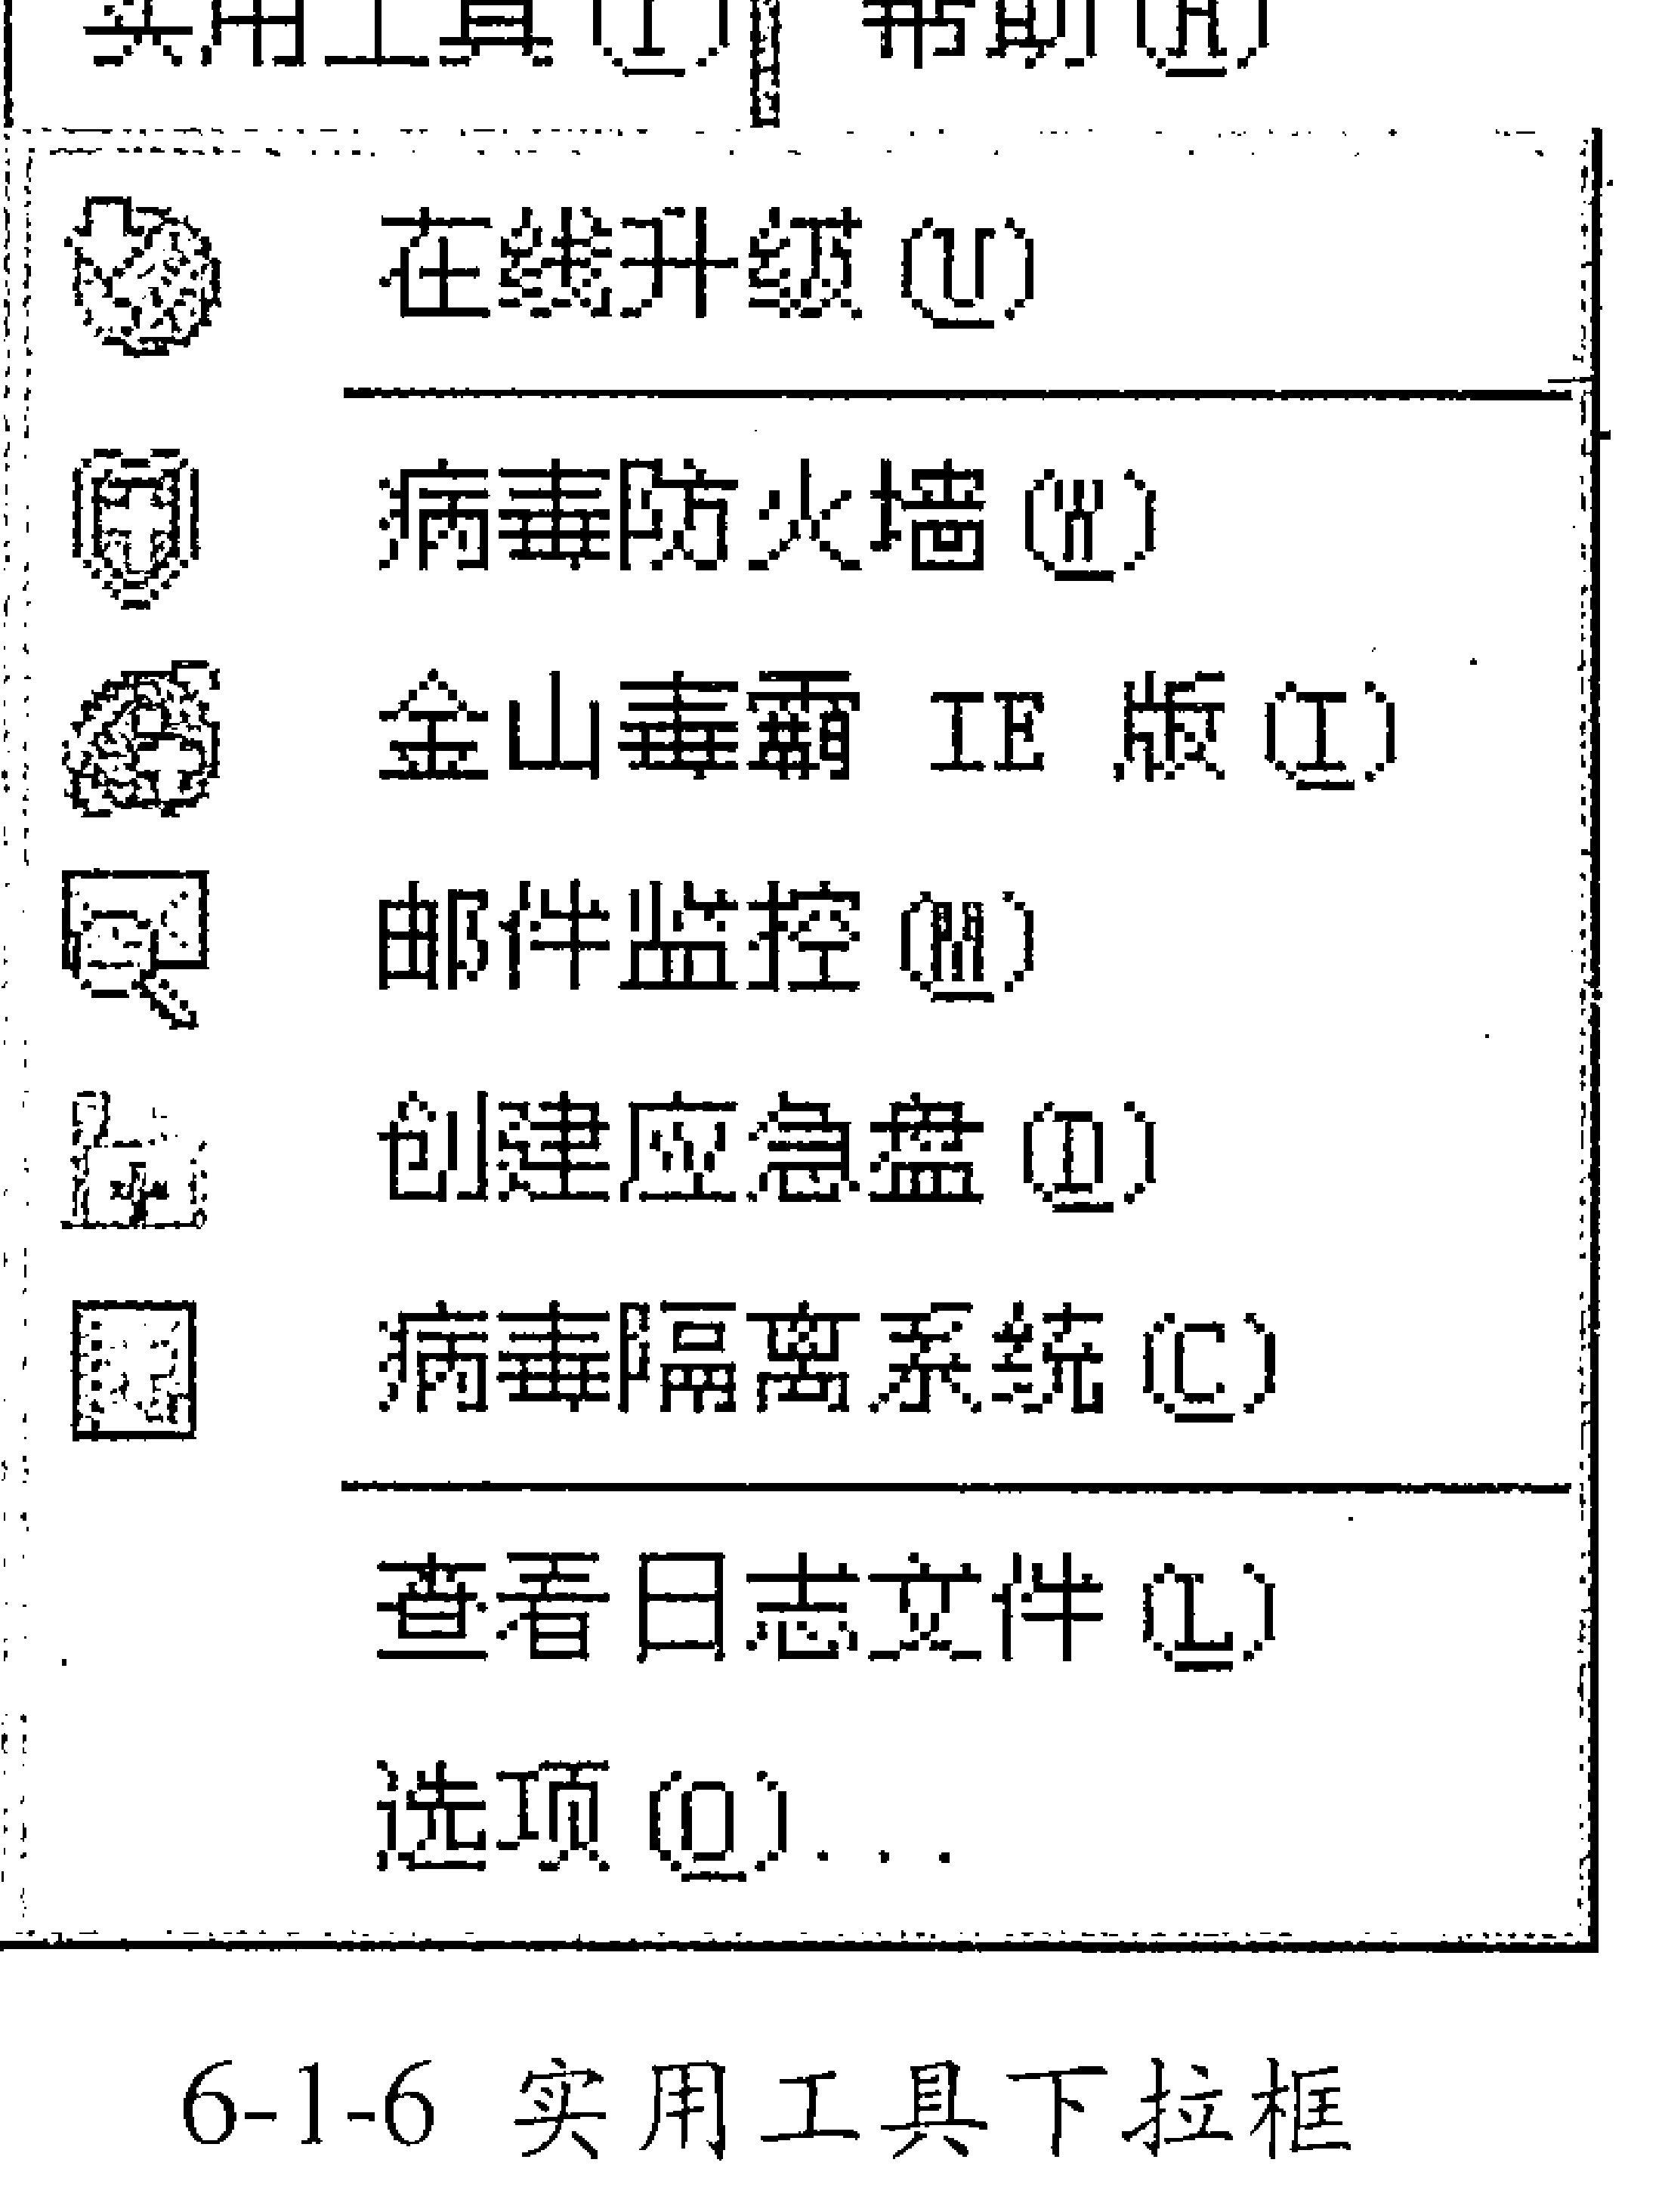 实用工具(T) 帮助(H)
在线升级(U)
病毒防火墙(W)
金山毒霸 IE 版(I)
邮件监控(M)
创建应急盘(D)
病毒隔离系统(C)
查看日志文件(L)
选项(O)...
6-1-6 实用工具下拉框